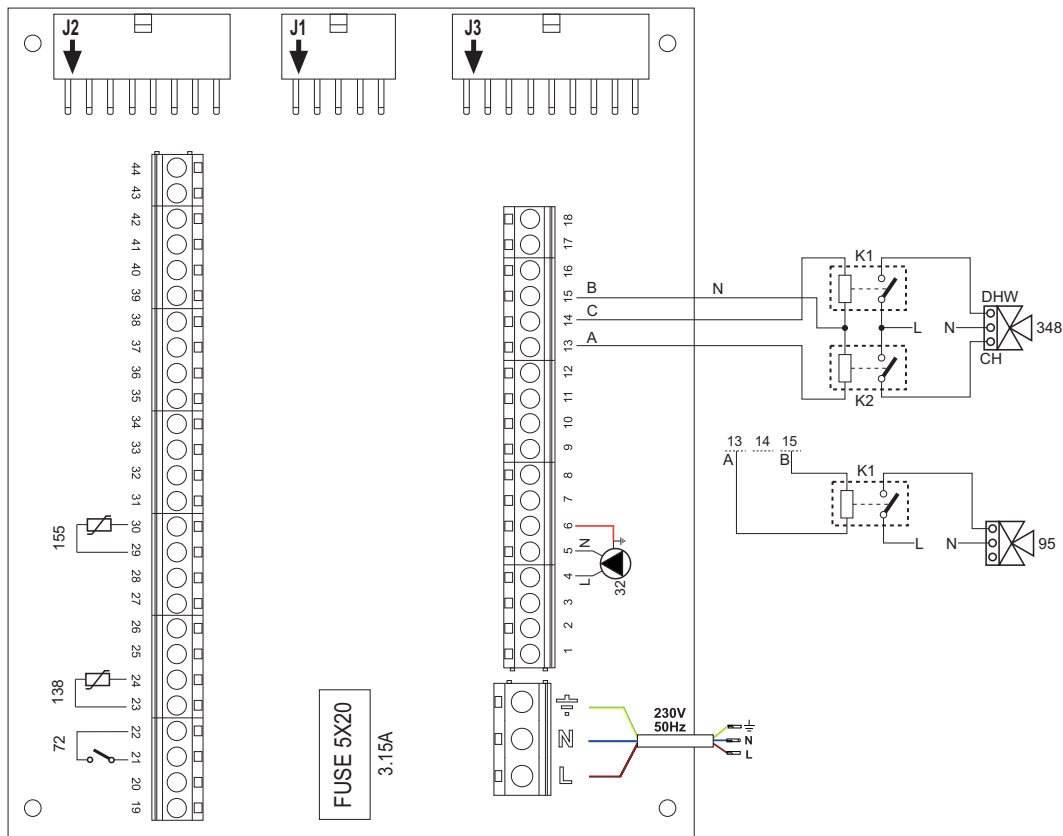 J2
J1
J3
44
43
42
41
40
39
38
37
36
35
34
33
32
31
30
29
28
27
26
25
24
23
22
21
20
19
155
138
72
18
17
16
15
14
13
12
11
10
9
8
7
6
5
4
3
2
1
B
N
C
A
K1
DHW
L
N
348
CH
K2
13 14 15
A B
K1
L
N
95
N
L
32
N
L
230V
50Hz
N
L
FUSE 5X20
3.15A